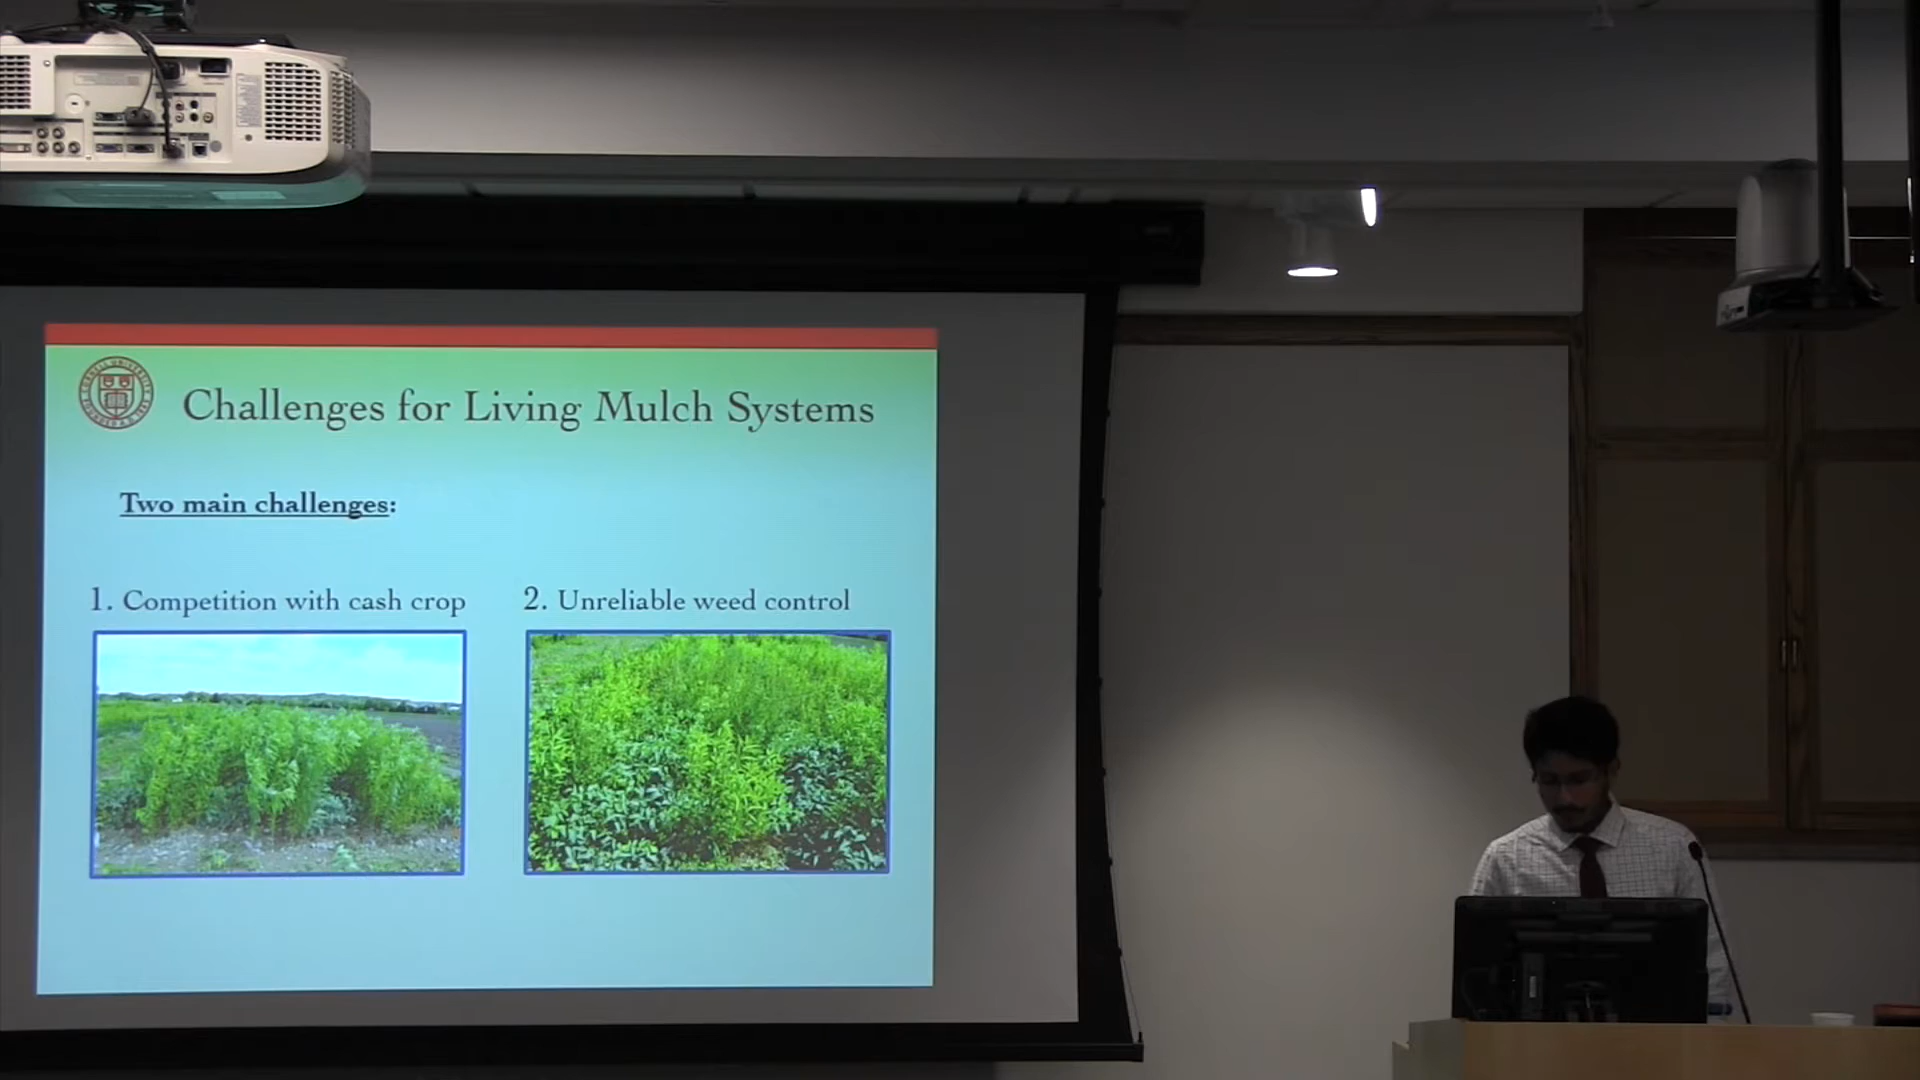 Challenges for Living Mulch Systems
Two main challenges:
1. Competition with cash crop
2. Unreliable weed control